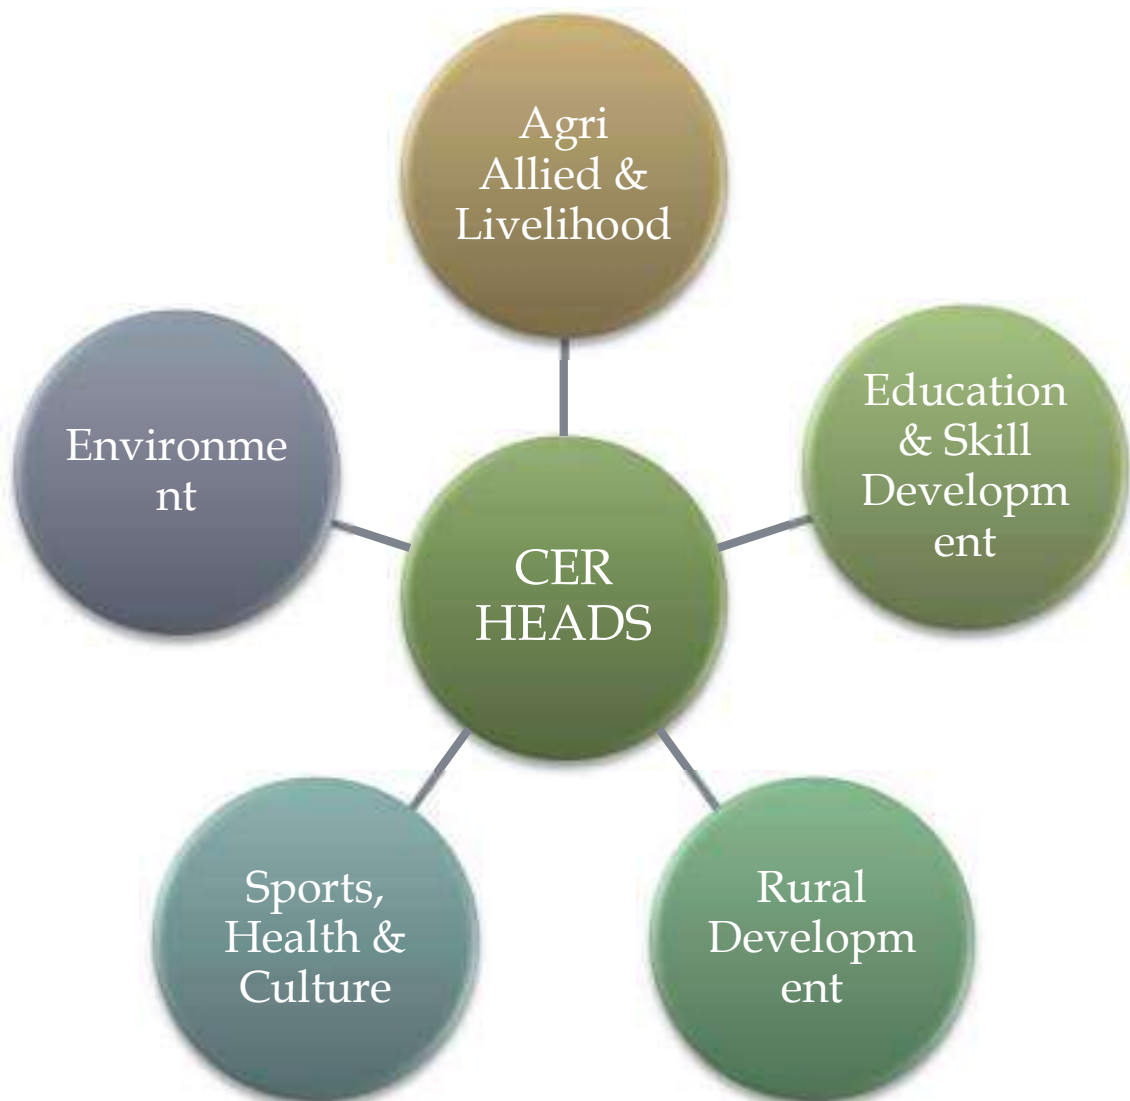 Agri
Allied &
Livelihood
Education
& Skill
Developm
ent
Environme
nt
CER
HEADS
Sports,
Health &
Culture
Rural
Developm
ent